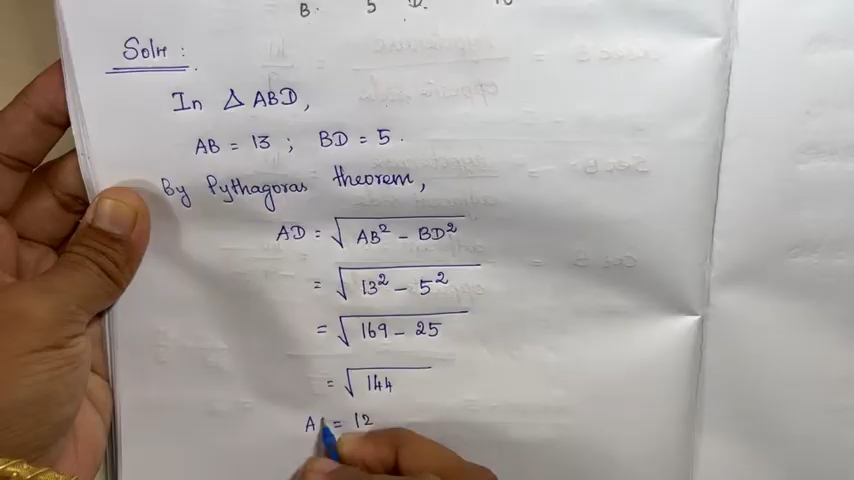 B. 5 D.
Soln :
In △ ABD,
AB = 13 ; BD = 5.
By Pythagoras theorem,
AD = √(AB² − BD²)
= √(13² − 5²)
= √(169 − 25)
= √144
A = 12